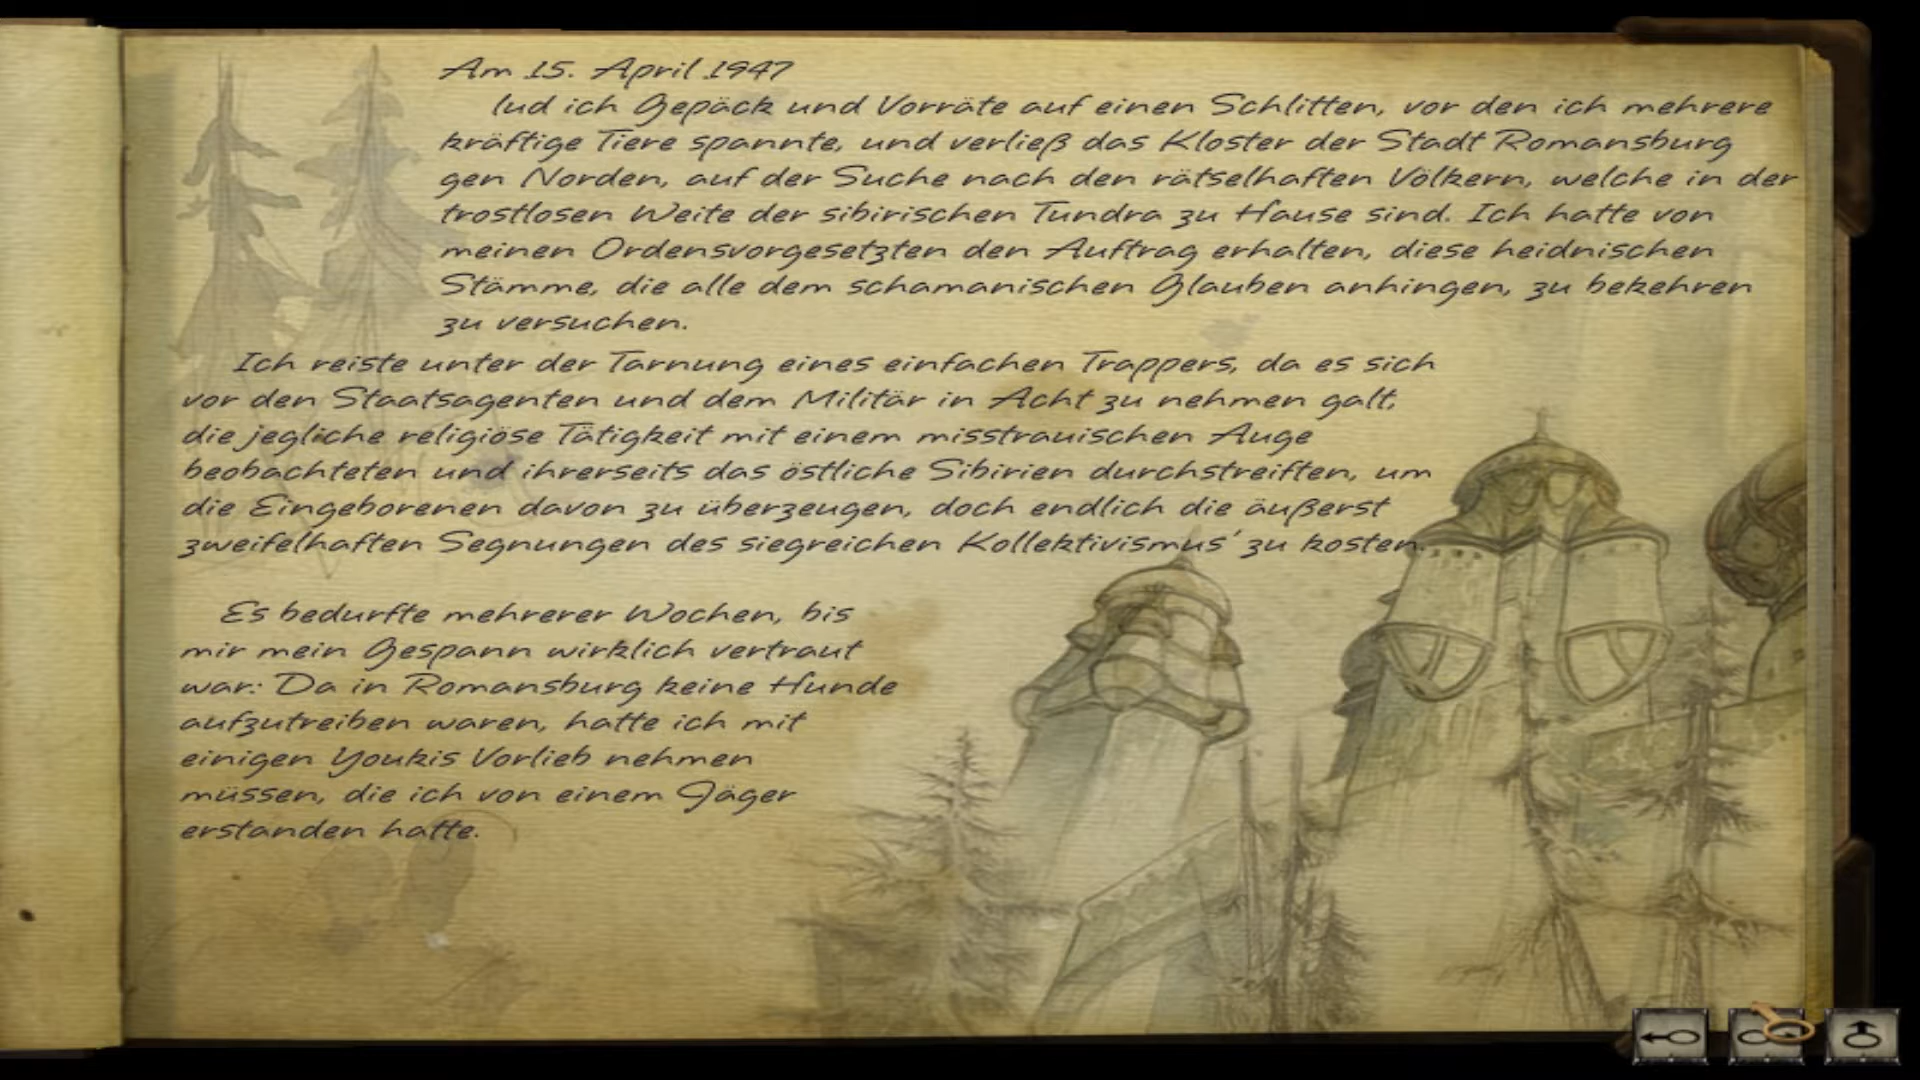 Am 15. April 1947
lud ich Gepäck und Vorräte auf einen Schlitten, vor den ich mehrere
kräftige Tiere spannte, und verließ das Kloster der Stadt Romansburg
gen Norden, auf der Suche nach den rätselhaften Völkern, welche in der
trostlosen Weite der sibirischen Tundra zu Hause sind. Ich hatte von
meinen Ordensvorgesetzten den Auftrag erhalten, diese heidnischen
Stämme, die alle dem schamanischen Glauben anhingen, zu bekehren
zu versuchen.
Ich reiste unter der Tarnung eines einfachen Trappers, da es sich
vor den Staatsagenten und dem Militär in Acht zu nehmen galt,
die jegliche religiöse Tätigkeit mit einem misstrauischen Auge
beobachteten und ihrerseits das östliche Sibirien durchstreiften, um
die Eingeborenen davon zu überzeugen, doch endlich die äußerst
zweifelhaften Segnungen des siegreichen Kollektivismus' zu kosten.
Es bedurfte mehrerer Wochen, bis
mir mein Gespann wirklich vertraut
war: Da in Romansburg keine Hunde
aufzutreiben waren, hatte ich mit
einigen Youkis Vorlieb nehmen
müssen, die ich von einem Jäger
erstanden hatte.